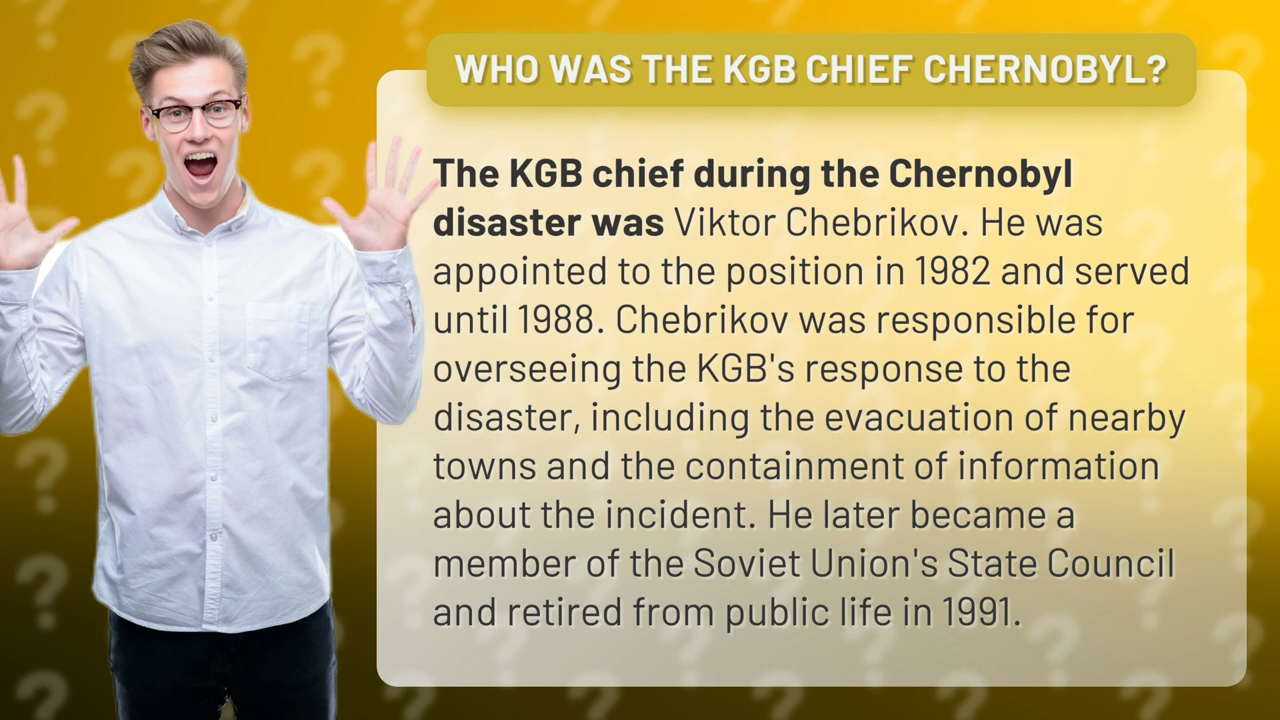 WHO WAS THE KGB CHIEF CHERNOBYL?
The KGB chief during the Chernobyl
disaster was Viktor Chebrikov. He was
appointed to the position in 1982 and served
until 1988. Chebrikov was responsible for
overseeing the KGB's response to the
disaster, including the evacuation of nearby
towns and the containment of information
about the incident. He later became a
member of the Soviet Union's State Council
and retired from public life in 1991.